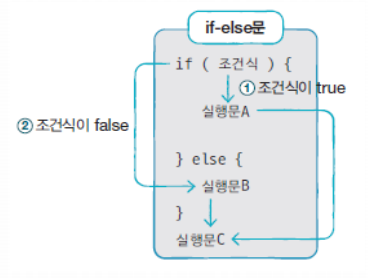 if-else문
if ( 조건식 ) {
① 조건식이 true
실행문A
② 조건식이 false
} else {
실행문B
}
실행문C